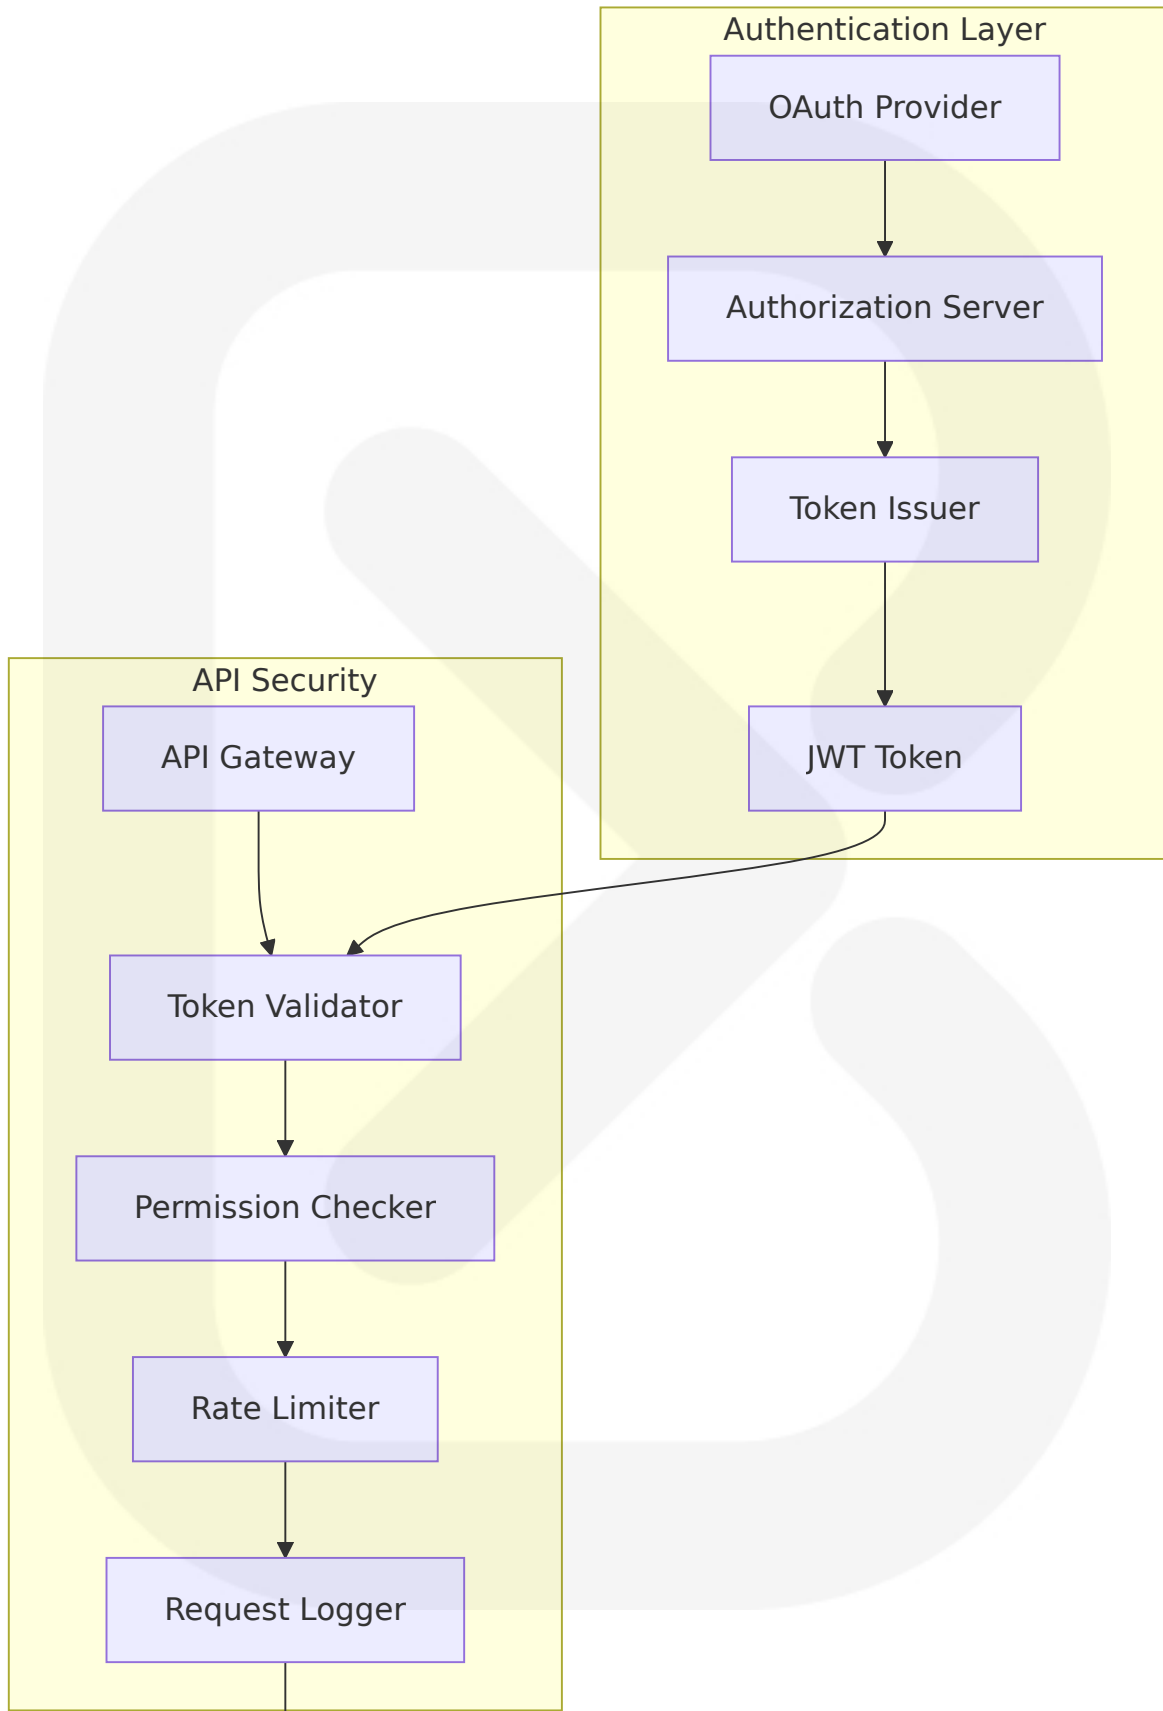 Authentication Layer
OAuth Provider
Authorization Server
Token Issuer
JWT Token
API Security
API Gateway
Token Validator
Permission Checker
Rate Limiter
Request Logger